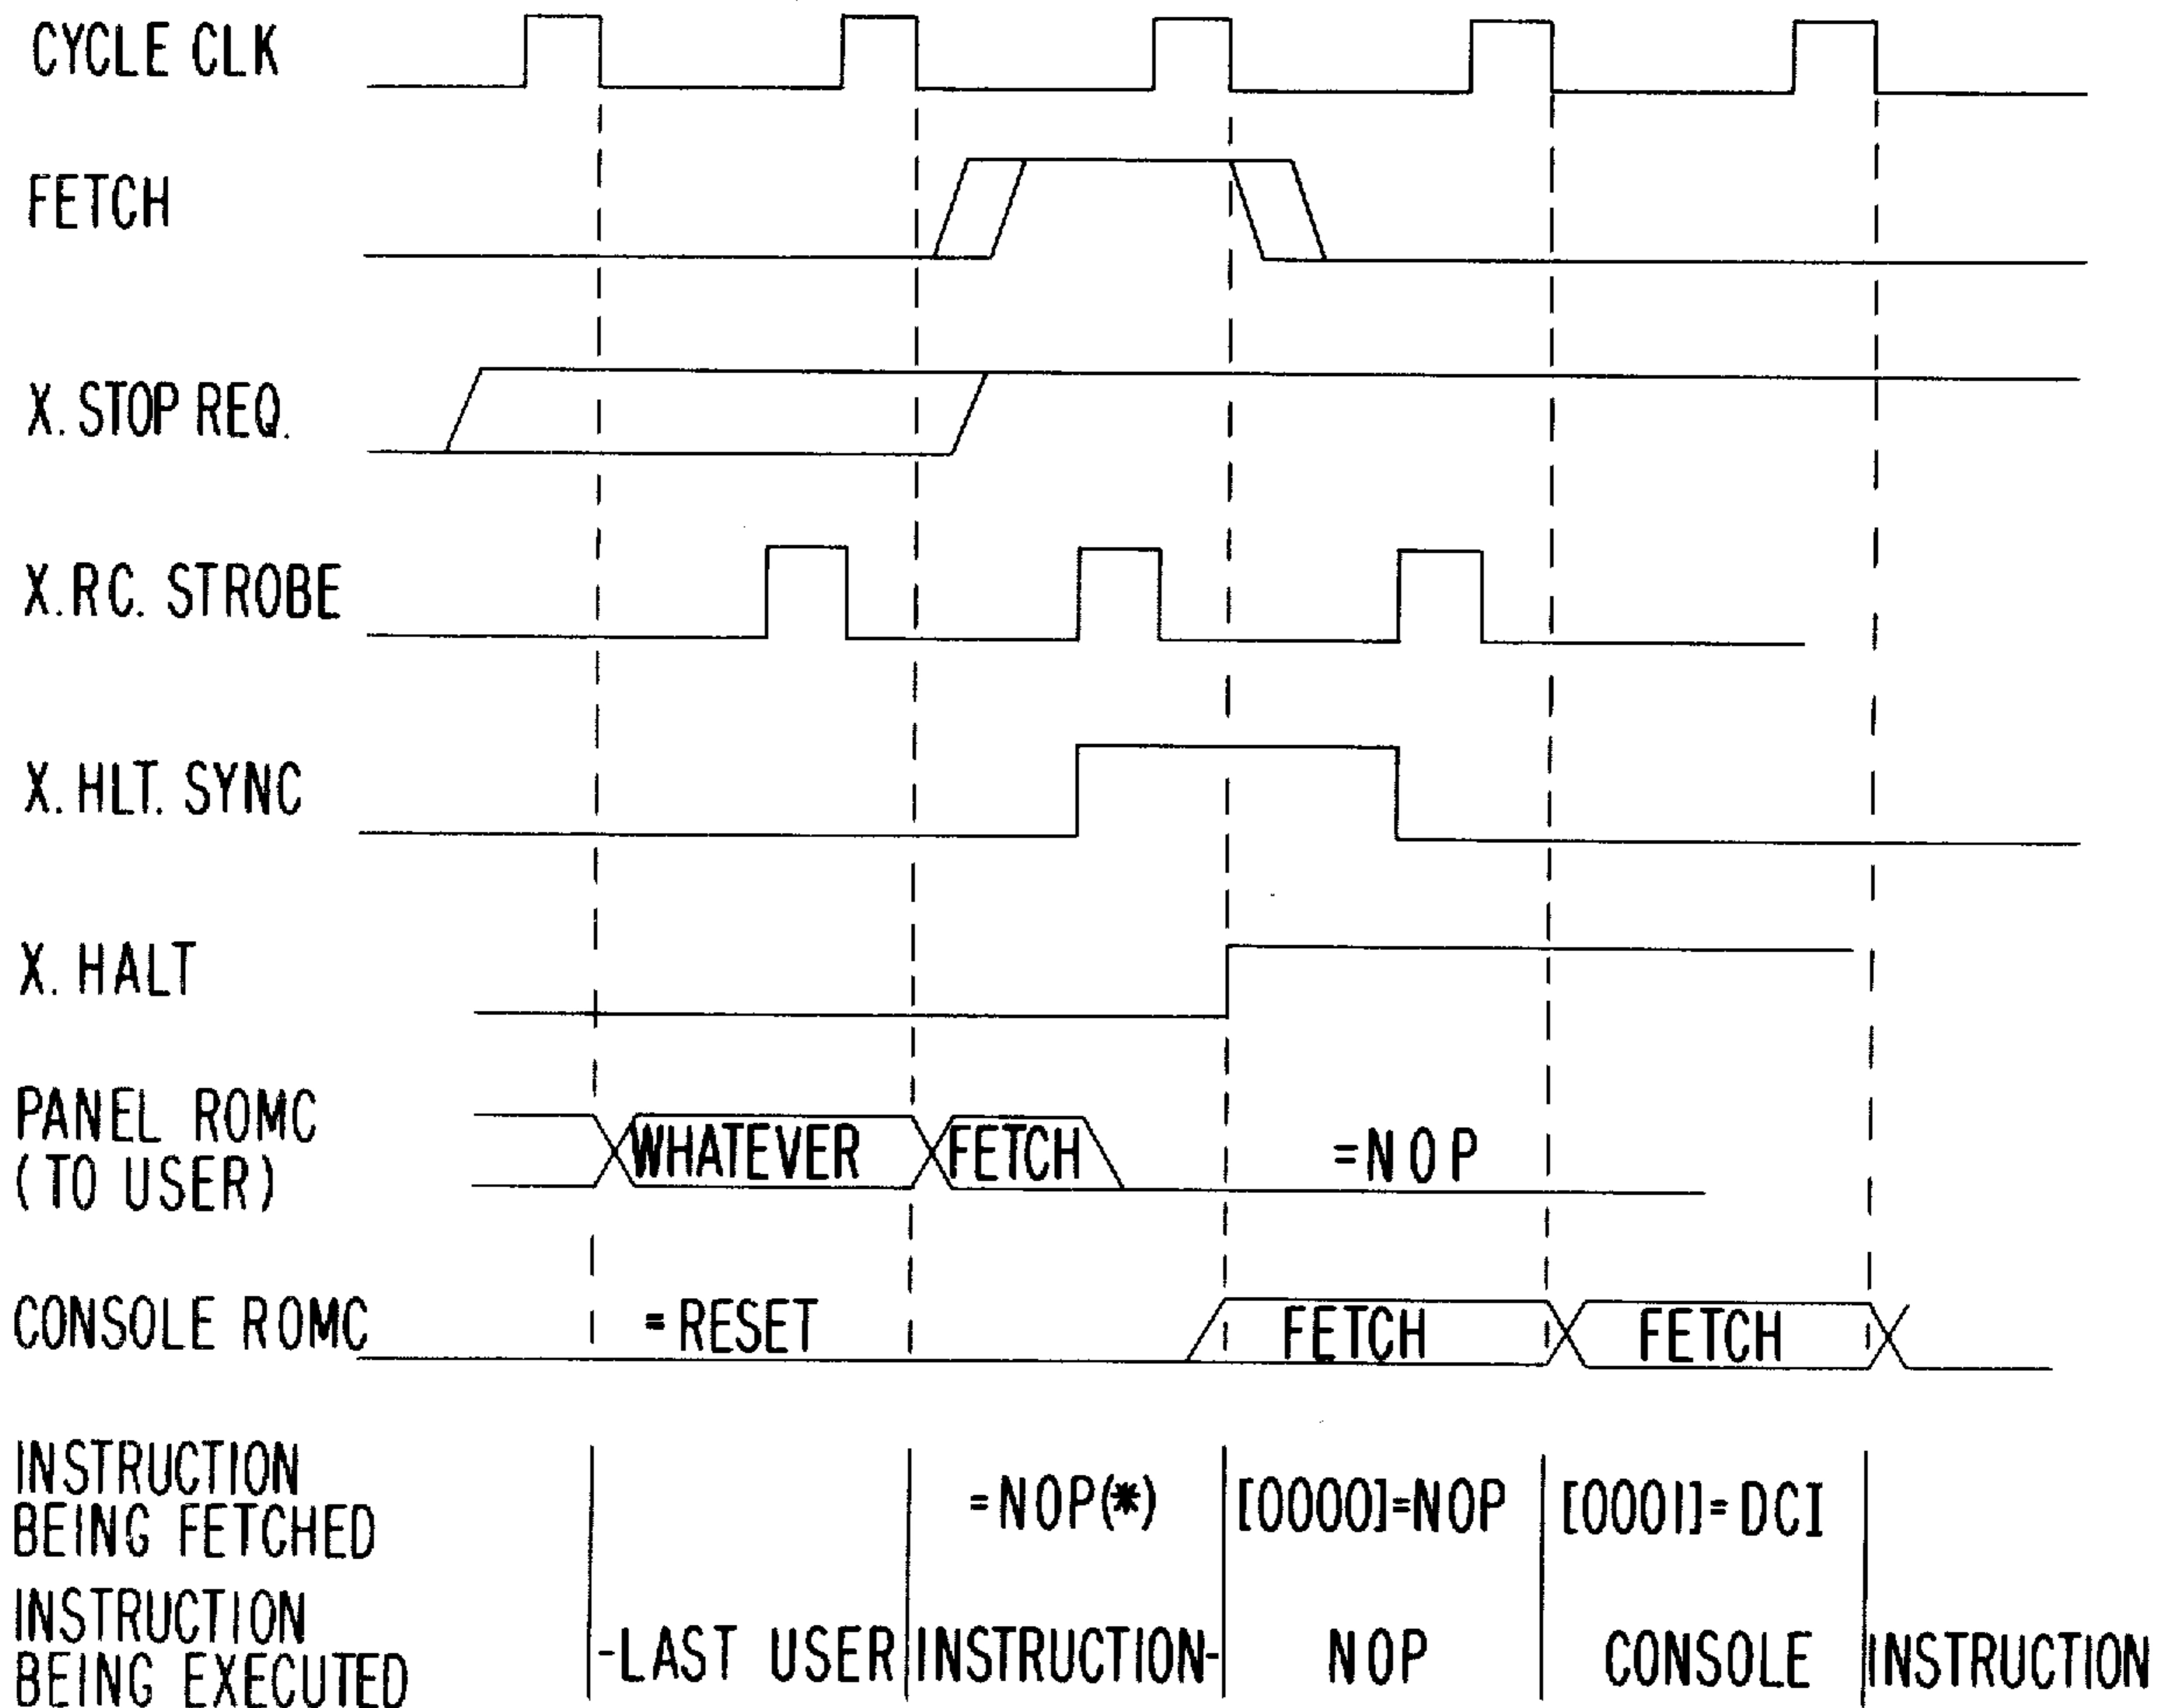 CYCLE CLK
FETCH
X. STOP REQ.
X.RC. STROBE
X. HLT. SYNC
X. HALT
PANEL ROMC
(TO USER)
WHATEVER
FETCH
=NOP
CONSOLE ROMC
=RESET
FETCH
FETCH
INSTRUCTION
BEING FETCHED
=NOP(*)
[0000]=NOP
[0001]=DCI
INSTRUCTION
BEING EXECUTED
-LAST USER INSTRUCTION-
NOP
CONSOLE INSTRUCTION